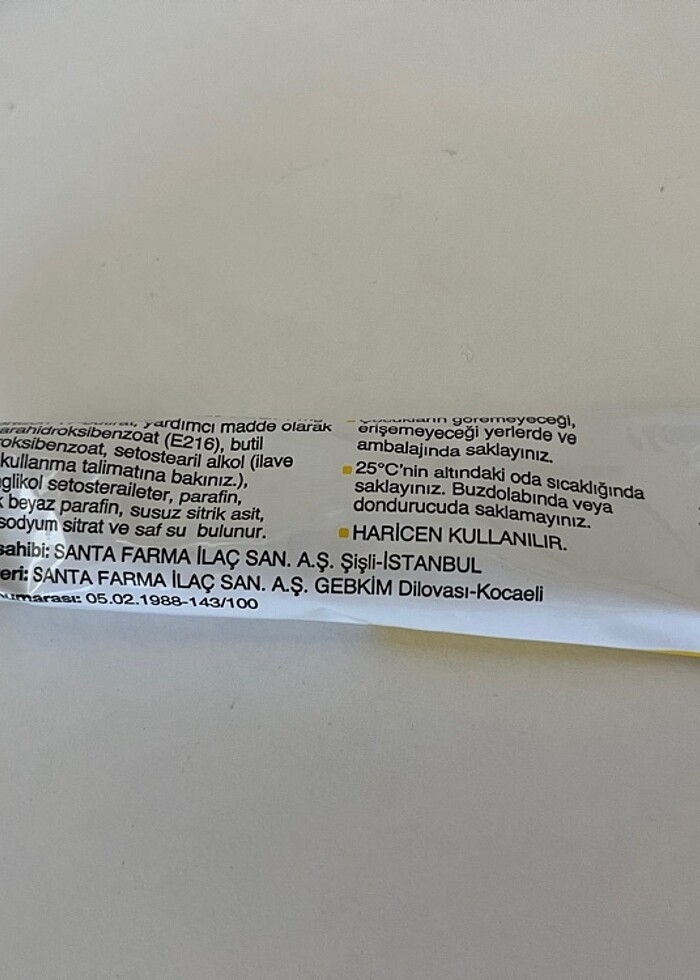 yardımcı madde olarak
arahidroksibenzoat (E216), butil
oksibenzoat, setostearil alkol (ilave
kullanma talimatına bakınız.),
glikol setosteraileter, parafin,
beyaz parafin, susuz sitrik asit,
sodyum sitrat ve saf su bulunur.
göremeyeceği,
erişemeyeceği yerlerde ve
ambalajında saklayınız.
25°C'nin altındaki oda sıcaklığında
saklayınız. Buzdolabında veya
dondurucuda saklamayınız.
HARİCEN KULLANILIR.
sahibi: SANTA FARMA İLAÇ SAN. A.Ş. Şişli-İSTANBUL
eri: SANTA FARMA İLAÇ SAN. A.Ş. GEBKİM Dilovası-Kocaeli
umarası: 05.02.1988-143/100